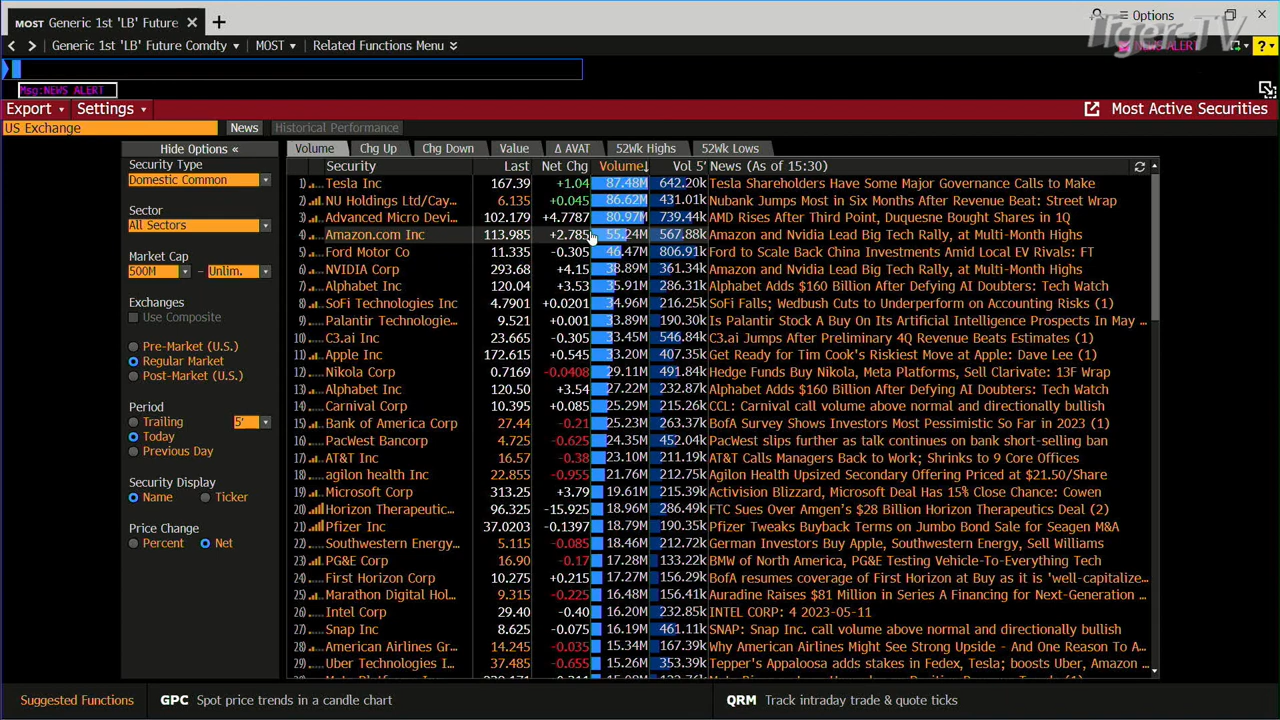 MOST Generic 1st 'LB' Future
Options
Tiger-TV
Generic 1st 'LB' Future Comdty MOST Related Functions Menu NEWS ALERT ?
Msg:NEWS ALERT
Export Settings Most Active Securities
US Exchange News Historical Performance
Hide Options « Volume Chg Up Chg Down Value Δ AVAT 52Wk Highs 52Wk Lows
Security Type
Domestic Common
Sector
All Sectors
Market Cap
500M – Unlim.
Exchanges
Use Composite
Pre-Market (U.S.)
Regular Market
Post-Market (U.S.)
Period
Trailing 5'
Today
Previous Day
Security Display
Name Ticker
Price Change
Percent Net
Security Last Net Chg Volume↓ Vol 5' News (As of 15:30)
1) Tesla Inc 167.39 +1.04 87.48M 642.20k Tesla Shareholders Have Some Major Governance Calls to Make
2) NU Holdings Ltd/Cay... 6.135 +0.045 86.62M 431.01k Nubank Jumps Most in Six Months After Revenue Beat: Street Wrap
3) Advanced Micro Devi... 102.179 +4.7787 80.97M 739.44k AMD Rises After Third Point, Duquesne Bought Shares in 1Q
4) Amazon.com Inc 113.985 +2.785 55.24M 567.88k Amazon and Nvidia Lead Big Tech Rally, at Multi-Month Highs
5) Ford Motor Co 11.335 -0.305 46.47M 806.91k Ford to Scale Back China Investments Amid Local EV Rivals: FT
6) NVIDIA Corp 293.68 +4.15 38.89M 361.34k Amazon and Nvidia Lead Big Tech Rally, at Multi-Month Highs
7) Alphabet Inc 120.04 +3.53 35.91M 286.31k Alphabet Adds $160 Billion After Defying AI Doubters: Tech Watch
8) SoFi Technologies Inc 4.7901 +0.0201 34.96M 216.25k SoFi Falls; Wedbush Cuts to Underperform on Accounting Risks (1)
9) Palantir Technologie... 9.521 +0.001 33.89M 190.30k Is Palantir Stock A Buy On Its Artificial Intelligence Prospects In May ...
10) C3.ai Inc 23.665 -0.305 33.45M 546.84k C3.ai Jumps After Preliminary 4Q Revenue Beats Estimates (1)
11) Apple Inc 172.615 +0.545 33.20M 407.35k Get Ready for Tim Cook's Riskiest Move at Apple: Dave Lee (1)
12) Nikola Corp 0.7169 -0.0408 29.11M 491.84k Hedge Funds Buy Nikola, Meta Platforms, Sell Clarivate: 13F Wrap
13) Alphabet Inc 120.50 +3.54 27.22M 232.87k Alphabet Adds $160 Billion After Defying AI Doubters: Tech Watch
14) Carnival Corp 10.395 +0.085 25.29M 215.26k CCL: Carnival call volume above normal and directionally bullish
15) Bank of America Corp 27.44 -0.21 25.23M 263.37k BofA Survey Shows Investors Most Pessimistic So Far in 2023 (1)
16) PacWest Bancorp 4.725 -0.625 24.35M 452.04k PacWest slips further as talk continues on bank short-selling ban
17) AT&T Inc 16.57 -0.38 23.10M 211.19k AT&T Calls Managers Back to Work; Shrinks to 9 Core Offices
18) agilon health Inc 22.855 -0.955 21.76M 212.75k Agilon Health Upsized Secondary Offering Priced at $21.50/Share
19) Microsoft Corp 313.25 +3.79 19.61M 215.39k Activision Blizzard, Microsoft Deal Has 15% Close Chance: Cowen
20) Horizon Therapeutic... 96.325 -15.925 18.96M 286.49k FTC Sues Over Amgen's $28 Billion Horizon Therapeutics Deal (2)
21) Pfizer Inc 37.0203 -0.1397 18.79M 190.35k Pfizer Tweaks Buyback Terms on Jumbo Bond Sale for Seagen M&A
22) Southwestern Energy... 5.115 -0.085 18.46M 212.72k German Investors Buy Apple, Southwestern Energy, Sell Williams
23) PG&E Corp 16.90 -0.17 18.28M 133.22k BMW of North America, PG&E Testing Vehicle-To-Everything Tech
24) First Horizon Corp 10.275 +0.215 17.27M 156.29k BofA resumes coverage of First Horizon at Buy as it is 'well-capitalize...
25) Marathon Digital Hol... 9.315 -0.225 16.48M 156.41k Auradine Raises $81 Million in Series A Financing for Next-Generation ...
26) Intel Corp 29.40 -0.40 16.20M 232.85k INTEL CORP: 4 2023-05-11
27) Snap Inc 8.625 -0.075 16.19M 461.11k SNAP: Snap Inc. call volume above normal and directionally bullish
28) American Airlines Gr... 14.245 -0.035 15.34M 167.39k Why American Airlines Might See Strong Upside - And One Reason To A...
29) Uber Technologies I... 37.485 -0.655 15.26M 353.39k Tepper's Appaloosa adds stakes in Fedex, Tesla; boosts Uber, Amazon ...
Suggested Functions GPC Spot price trends in a candle chart QRM Track intraday trade & quote ticks